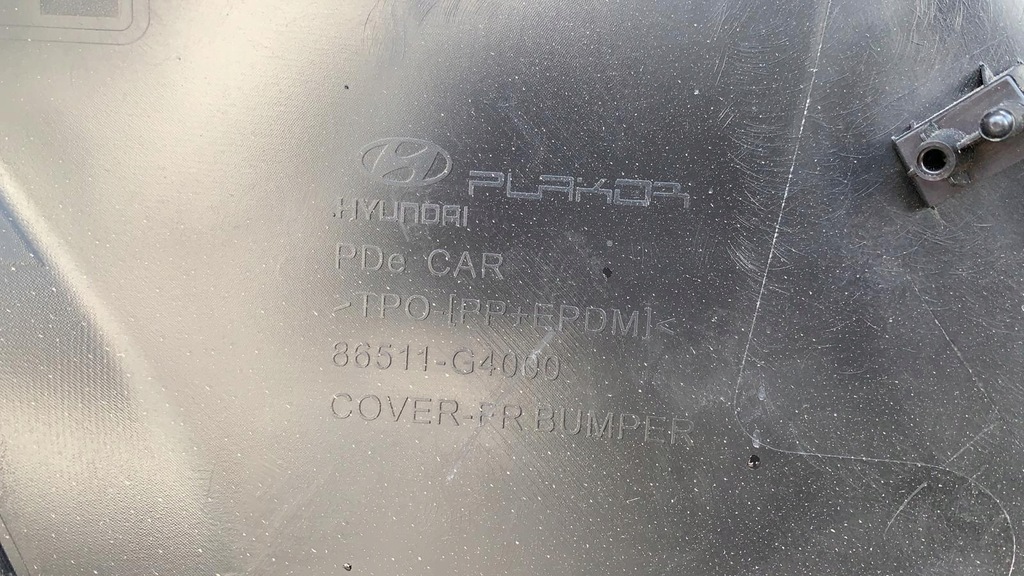 PLAKOR
HYUNDAI
PDe CAR
>TPO-[PP+EPDM]<
86511-G4000
COVER-FR BUMPER